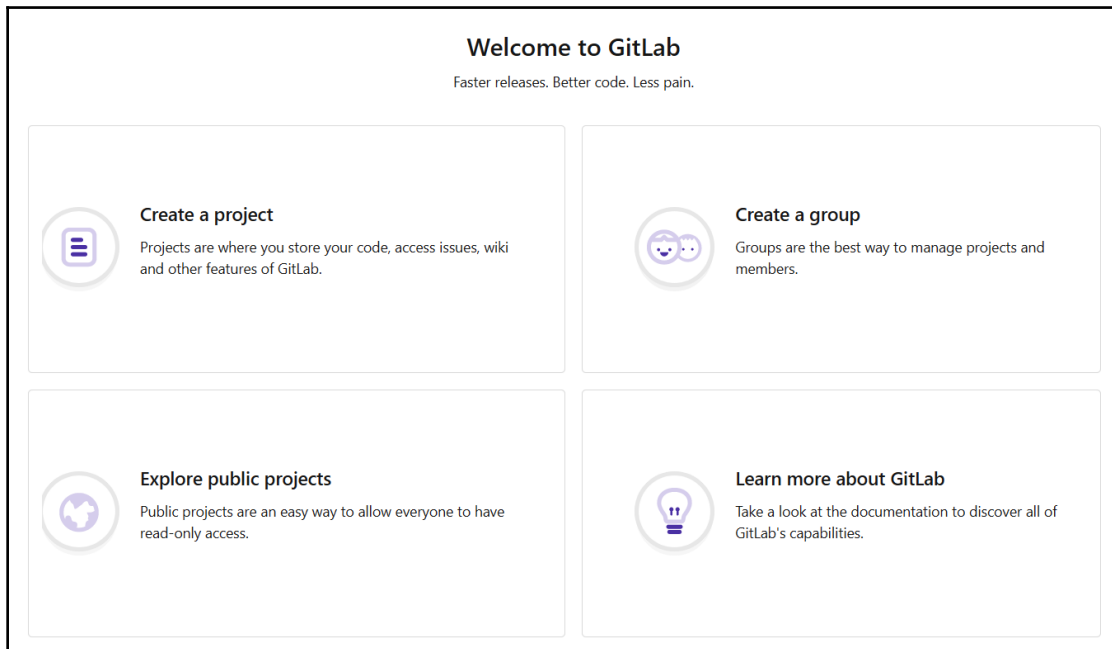 Welcome to GitLab
Faster releases. Better code. Less pain.
Create a project
Projects are where you store your code, access issues, wiki
and other features of GitLab.
Create a group
Groups are the best way to manage projects and
members.
Explore public projects
Public projects are an easy way to allow everyone to have
read-only access.
Learn more about GitLab
Take a look at the documentation to discover all of
GitLab's capabilities.